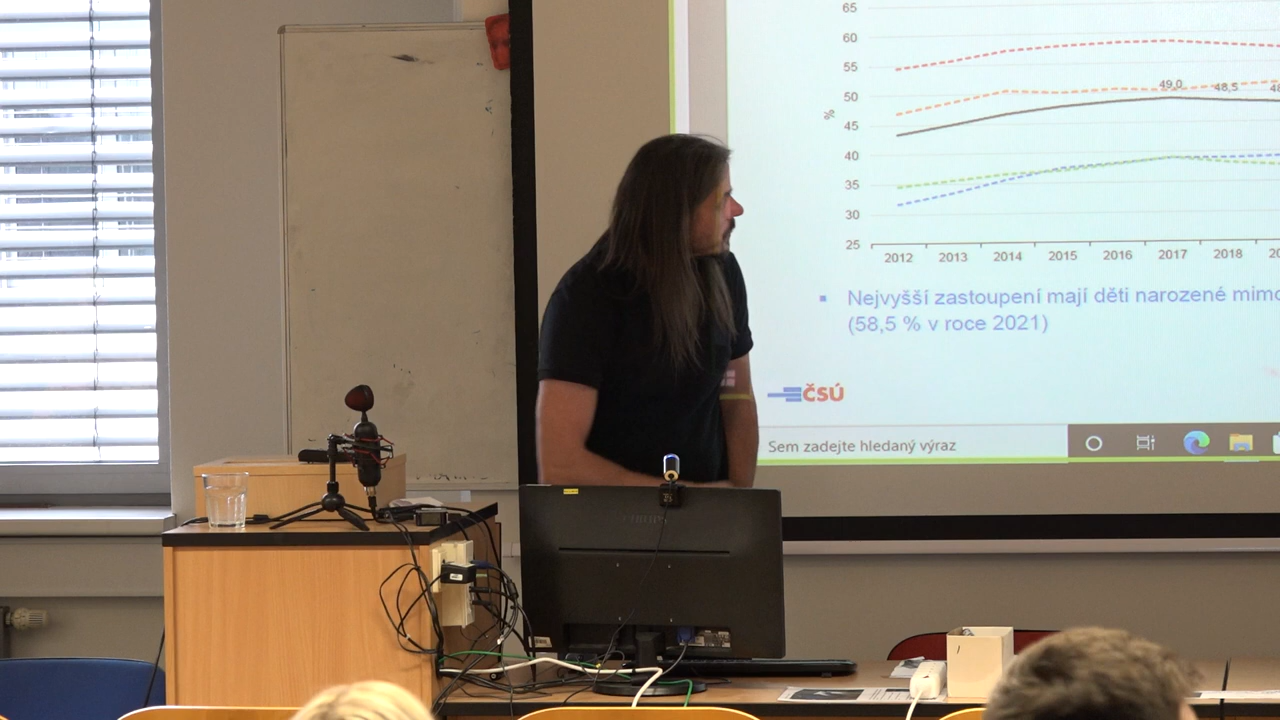 65
60
55
50
45
40
35
30
25
%
49,0
48,5
2012 2013 2014 2015 2016 2017 2018
Nejvyšší zastoupení mají děti narozené mimo
(58,5 % v roce 2021)
ČSÚ
Sem zadejte hledaný výraz
PHILIPS